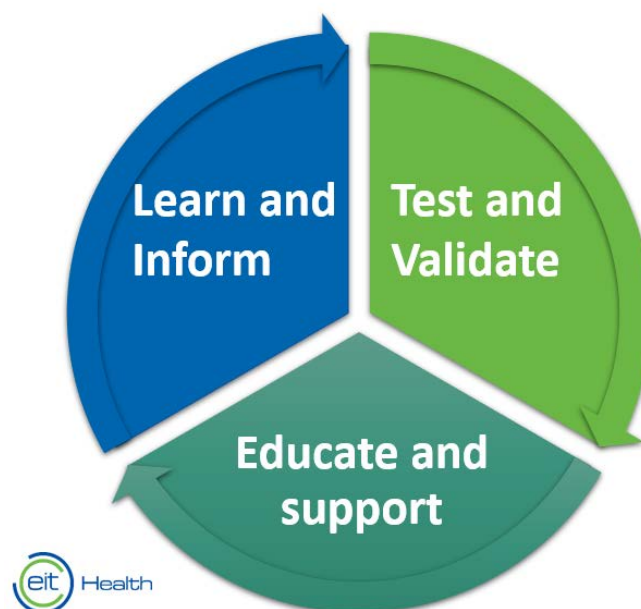 Learn and
Inform
Test and
Validate
Educate and
support
eit Health